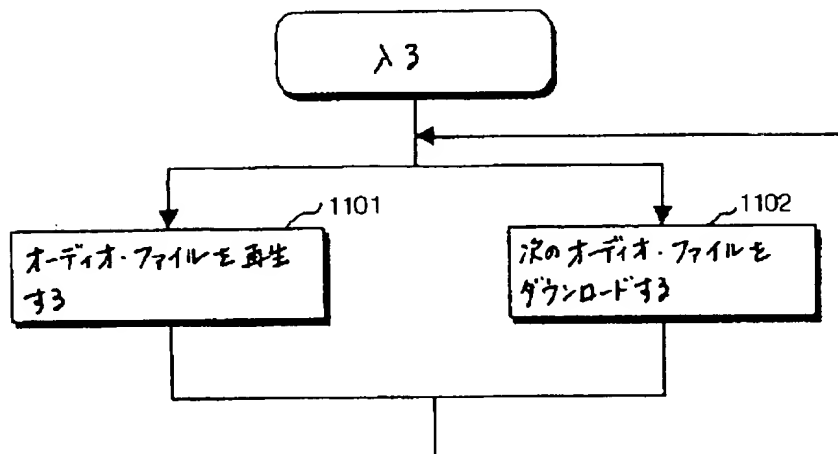 入る
1101
オーディオ・ファイルを再生
する
1102
次のオーディオ・ファイルを
ダウンロードする